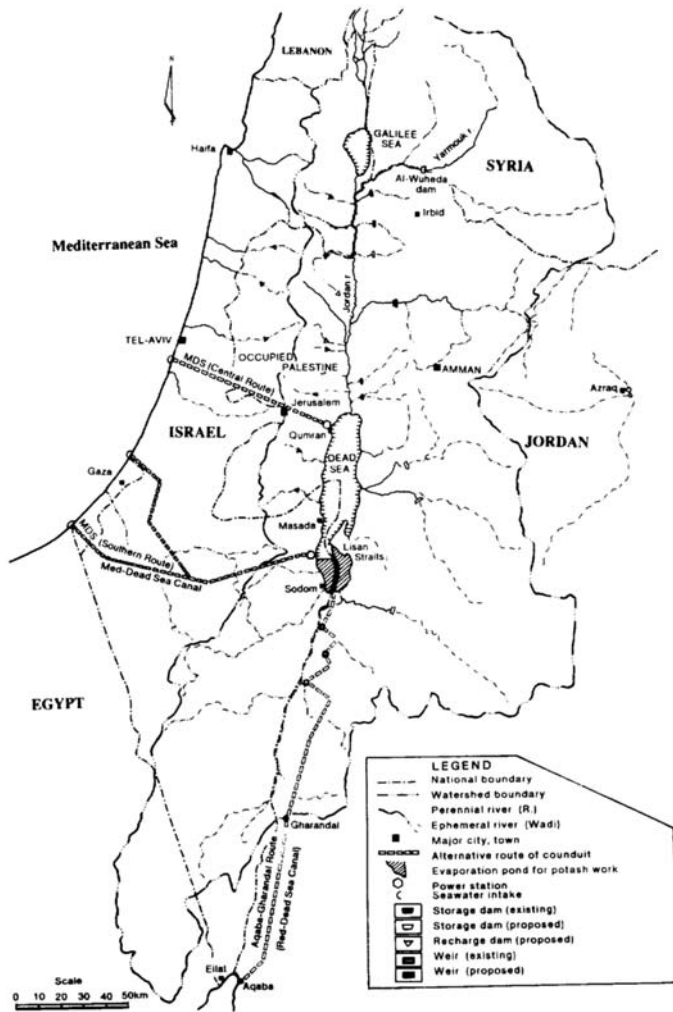 LEBANON
N
GALILEE
SEA
Yarmouk r
Haifa
SYRIA
Al-Wuheda
dam
Irbid
Mediterranean Sea
Jordan r
TEL-AVIV
OCCUPIED
PALESTINE
MDS (Central Route)
AMMAN
Azraq
Jerusalem
ISRAEL
Qumran
JORDAN
DEAD
SEA
Gaza
Masada
MDS (Southern Route)
Med-Dead Sea Canal
Lisan
Straits
Sodom
EGYPT
Gharandal
Aqaba-Gharandal Route
(Red-Dead Sea Canal)
Eilat
Aqaba
Scale
0 10 20 30 40 50km
LEGEND
National boundary
Watershed boundary
Perennial river (R.)
Ephemeral river (Wadi)
Major city, town
Alternative route of counduit
Evaporation pond for potash work
Power station
Seawater intake
Storage dam (existing)
Storage dam (proposed)
Recharge dam (proposed)
Weir (existing)
Weir (proposed)